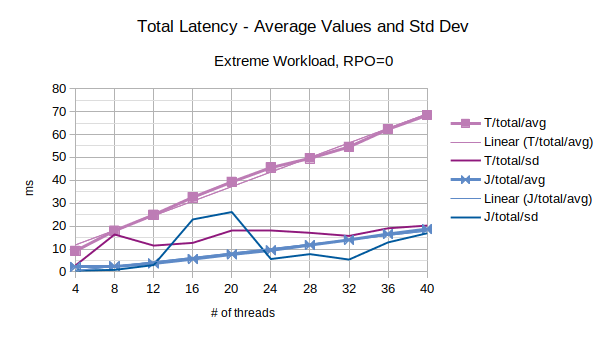 Total Latency - Average Values and Std Dev
Extreme Workload, RPO=0
80
70
60
50
40
30
20
10
0
ms
4 8 12 16 20 24 28 32 36 40
# of threads
T/total/avg
Linear (T/total/avg)
T/total/sd
J/total/avg
Linear (J/total/avg)
J/total/sd